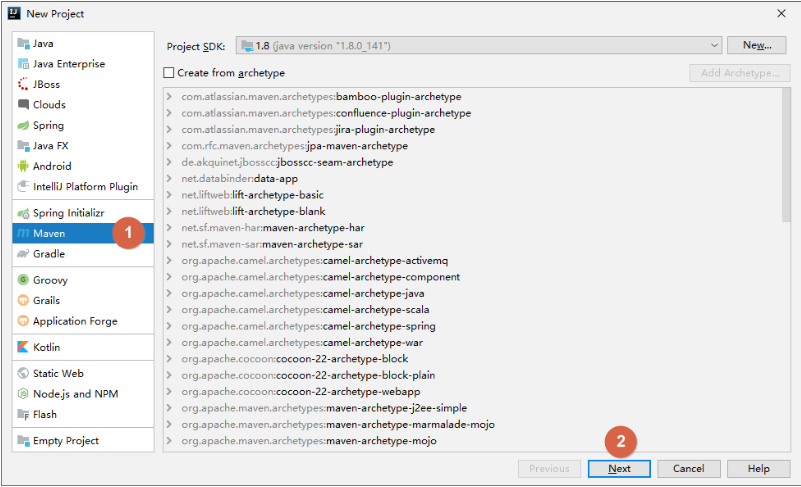 New Project
Java
Java Enterprise
JBoss
Clouds
Spring
Java FX
Android
IntelliJ Platform Plugin
Spring Initializr
Maven
1
Gradle
Groovy
Grails
Application Forge
Kotlin
Static Web
Node.js and NPM
Flash
Empty Project
Project SDK: 1.8 (java version "1.8.0_141") New...
Create from archetype Add Archetype...
com.atlassian.maven.archetypes:bamboo-plugin-archetype
com.atlassian.maven.archetypes:confluence-plugin-archetype
com.atlassian.maven.archetypes:jira-plugin-archetype
com.rfc.maven.archetypes:jpa-maven-archetype
de.akquinet.jbosscc:jbosscc-seam-archetype
net.databinder:data-app
net.liftweb:lift-archetype-basic
net.liftweb:lift-archetype-blank
net.sf.maven-har:maven-archetype-har
net.sf.maven-sar:maven-archetype-sar
org.apache.camel.archetypes:camel-archetype-activemq
org.apache.camel.archetypes:camel-archetype-component
org.apache.camel.archetypes:camel-archetype-java
org.apache.camel.archetypes:camel-archetype-scala
org.apache.camel.archetypes:camel-archetype-spring
org.apache.camel.archetypes:camel-archetype-war
org.apache.cocoon:cocoon-22-archetype-block
org.apache.cocoon:cocoon-22-archetype-block-plain
org.apache.cocoon:cocoon-22-archetype-webapp
org.apache.maven.archetypes:maven-archetype-j2ee-simple
org.apache.maven.archetypes:maven-archetype-marmalade-mojo
org.apache.maven.archetypes:maven-archetype-mojo
2
Previous Next Cancel Help